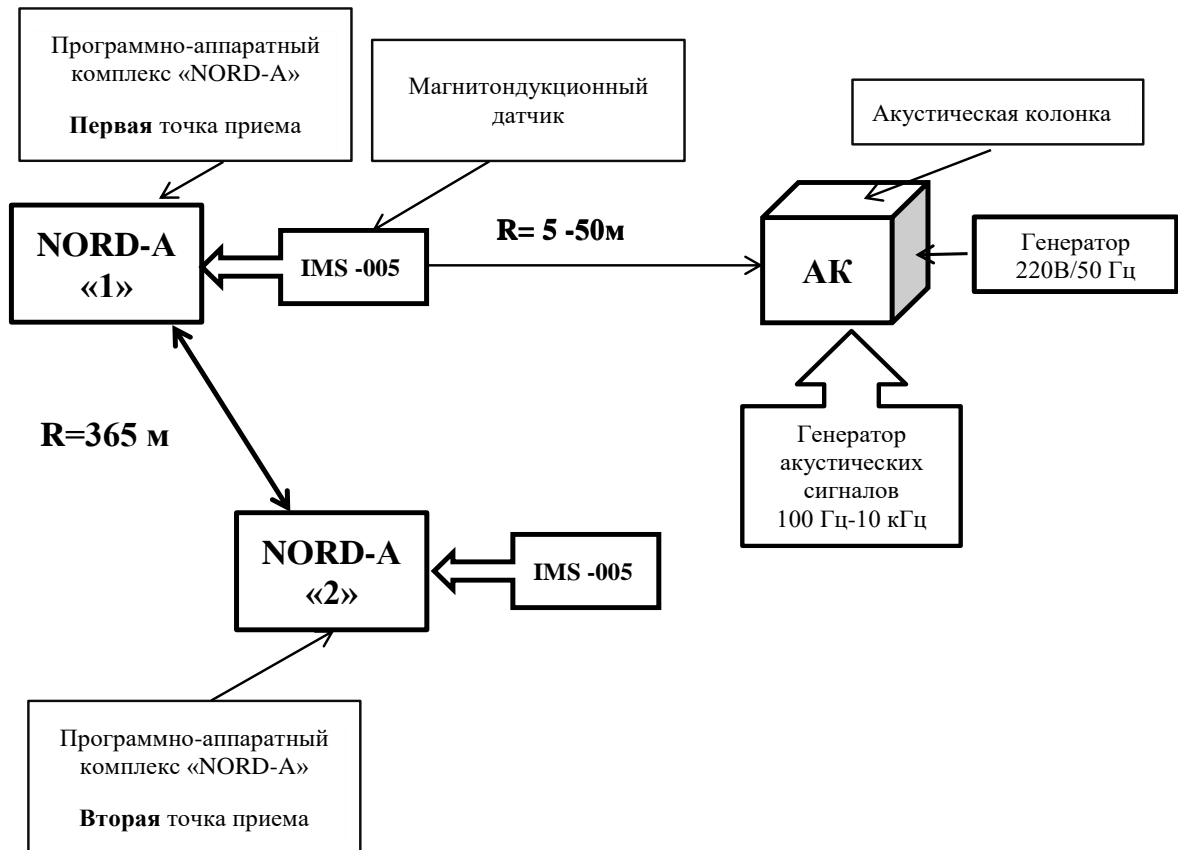 Программно-аппаратный
комплекс «NORD-A»
Первая точка приема
Магнитондукционный
датчик
Акустическая колонка
NORD-A
«1»
IMS -005
R= 5 -50м
АК
Генератор
220В/50 Гц
R=365 м
Генератор
акустических
сигналов
100 Гц-10 кГц
NORD-A
«2»
IMS -005
Программно-аппаратный
комплекс «NORD-A»
Вторая точка приема